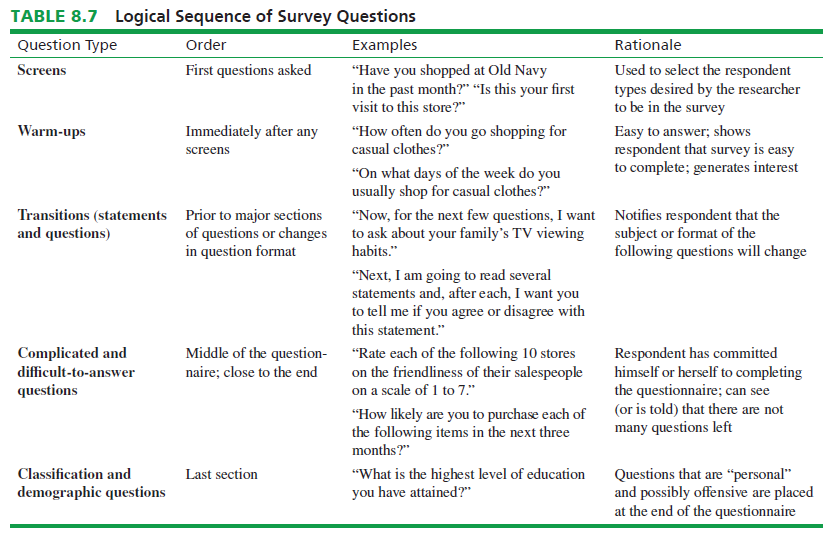 TABLE 8.7 Logical Sequence of Survey Questions
Question Type Order Examples Rationale
Screens First questions asked “Have you shopped at Old Navy Used to select the respondent
in the past month?” “Is this your first types desired by the researcher
visit to this store?” to be in the survey
Warm-ups Immediately after any “How often do you go shopping for Easy to answer; shows
screens casual clothes?” respondent that survey is easy
“On what days of the week do you to complete; generates interest
usually shop for casual clothes?”
Transitions (statements Prior to major sections “Now, for the next few questions, I want Notifies respondent that the
and questions) of questions or changes to ask about your family’s TV viewing subject or format of the
in question format habits.” following questions will change
“Next, I am going to read several
statements and, after each, I want you
to tell me if you agree or disagree with
this statement.”
Complicated and Middle of the question- “Rate each of the following 10 stores Respondent has committed
difficult-to-answer naire; close to the end on the friendliness of their salespeople himself or herself to completing
questions on a scale of 1 to 7.” the questionnaire; can see
“How likely are you to purchase each of (or is told) that there are not
the following items in the next three many questions left
months?”
Classification and Last section “What is the highest level of education Questions that are “personal”
demographic questions you have attained?” and possibly offensive are placed
at the end of the questionnaire